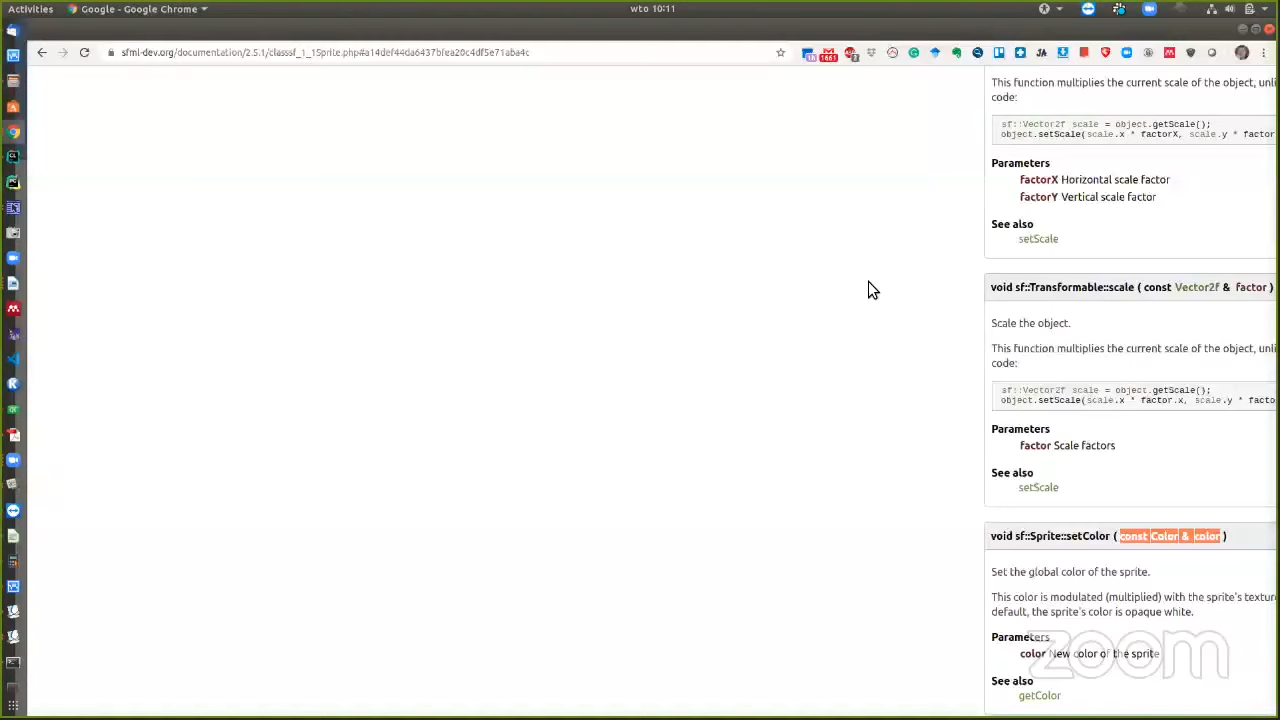 Activities
Google - Google Chrome
wto 10:11
sfml-dev.org/documentation/2.5.1/classsf_1_1Sprite.php#a14def44da6437bfea20c4df5e71aba4c
1661
This function multiplies the current scale of the object, unli
code:
sf::Vector2f scale = object.getScale();
object.setScale(scale.x * factorX, scale.y * factor
Parameters
factorX Horizontal scale factor
factorY Vertical scale factor
See also
setScale
void sf::Transformable::scale ( const Vector2f & factor )
Scale the object.
This function multiplies the current scale of the object, unli
code:
sf::Vector2f scale = object.getScale();
object.setScale(scale.x * factor.x, scale.y * facto
Parameters
factor Scale factors
See also
setScale
void sf::Sprite::setColor ( const Color & color )
Set the global color of the sprite.
This color is modulated (multiplied) with the sprite's texture
default, the sprite's color is opaque white.
Parameters
color New color of the sprite
See also
getColor
zoom